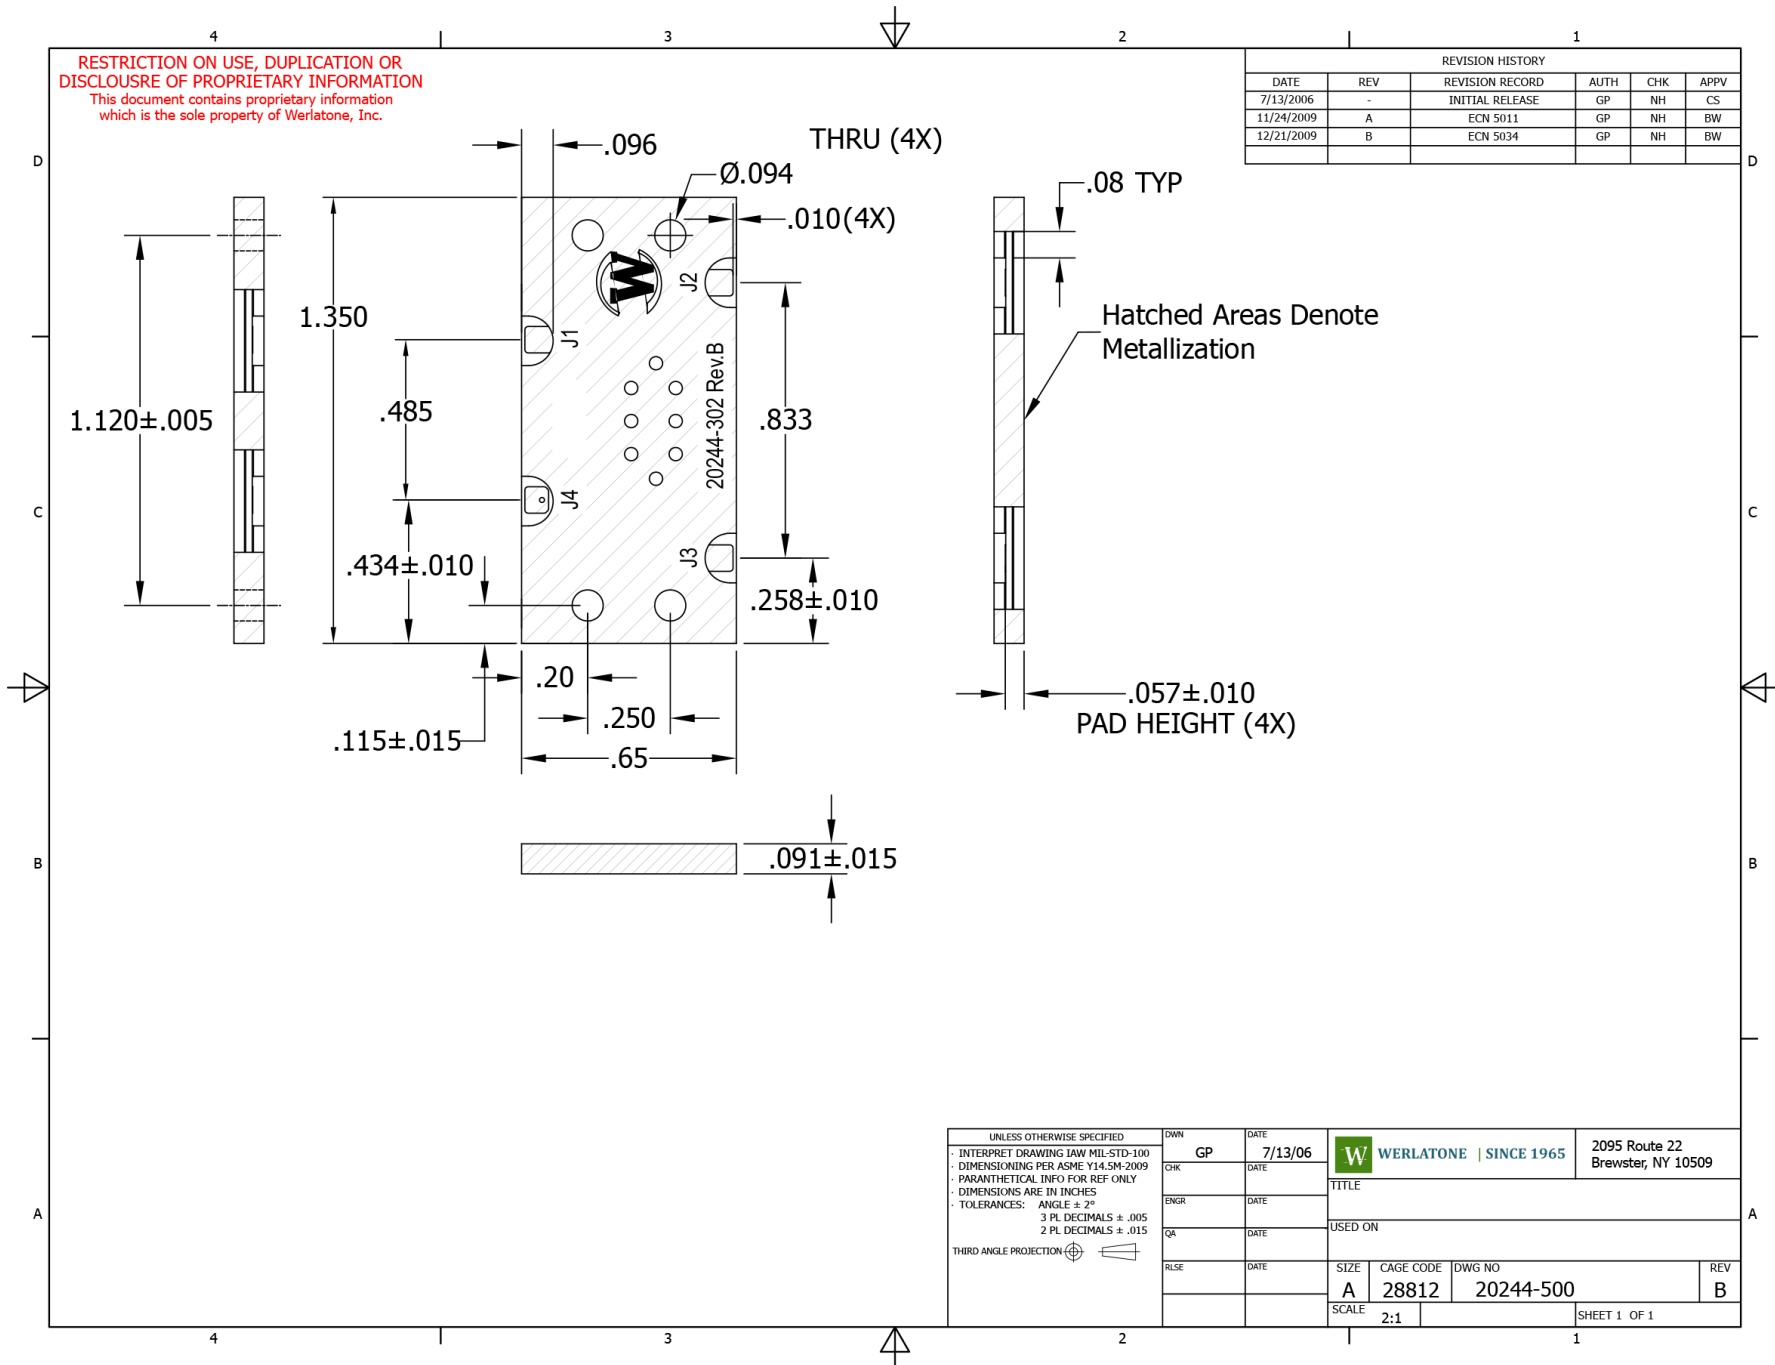 4 3 2 1
RESTRICTION ON USE, DUPLICATION OR
DISCLOUSRE OF PROPRIETARY INFORMATION
This document contains proprietary information
which is the sole property of Werlatone, Inc.
REVISION HISTORY
DATE REV REVISION RECORD AUTH CHK APPV
7/13/2006 - INITIAL RELEASE GP NH CS
11/24/2009 A ECN 5011 GP NH BW
12/21/2009 B ECN 5034 GP NH BW
D D
.096
THRU (4X)
Ø.094
.010(4X)
.08 TYP
1.350
J2
W
J1
Hatched Areas Denote
Metallization
1.120±.005
.485
20244-302 Rev.B
.833
J4
C C
.434±.010
J3
.258±.010
.20
.057±.010
PAD HEIGHT (4X)
.250
.115±.015
.65
.091±.015
B B
A A
UNLESS OTHERWISE SPECIFIED
· INTERPRET DRAWING IAW MIL-STD-100
· DIMENSIONING PER ASME Y14.5M-2009
· PARANTHETICAL INFO FOR REF ONLY
· DIMENSIONS ARE IN INCHES
· TOLERANCES: ANGLE ± 2°
3 PL DECIMALS ± .005
2 PL DECIMALS ± .015
THIRD ANGLE PROJECTION
DWN GP DATE 7/13/06
CHK DATE
ENGR DATE
QA DATE
RLSE DATE
W WERLATONE | SINCE 1965
2095 Route 22
Brewster, NY 10509
TITLE
USED ON
SIZE A
CAGE CODE 28812
DWG NO 20244-500
REV B
SCALE 2:1
SHEET 1 OF 1
4 3 2 1